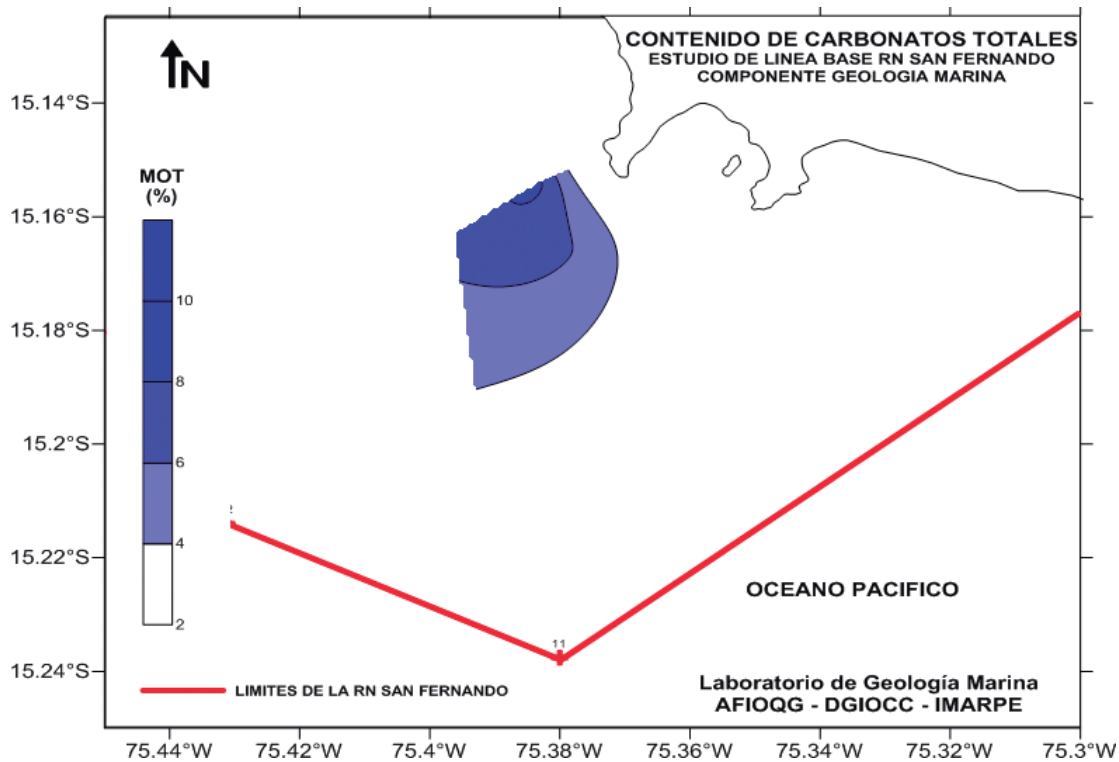 CONTENIDO DE CARBONATOS TOTALES
ESTUDIO DE LINEA BASE RN SAN FERNANDO
COMPONENTE GEOLOGIA MARINA
N
15.14°S
15.16°S
15.18°S
15.2°S
15.22°S
15.24°S
MOT
(%)
10
8
6
4
2
11
OCEANO PACIFICO
LIMITES DE LA RN SAN FERNANDO
Laboratorio de Geología Marina
AFIOQG - DGIOCC - IMARPE
75.44°W 75.42°W 75.4°W 75.38°W 75.36°W 75.34°W 75.32°W 75.3°W